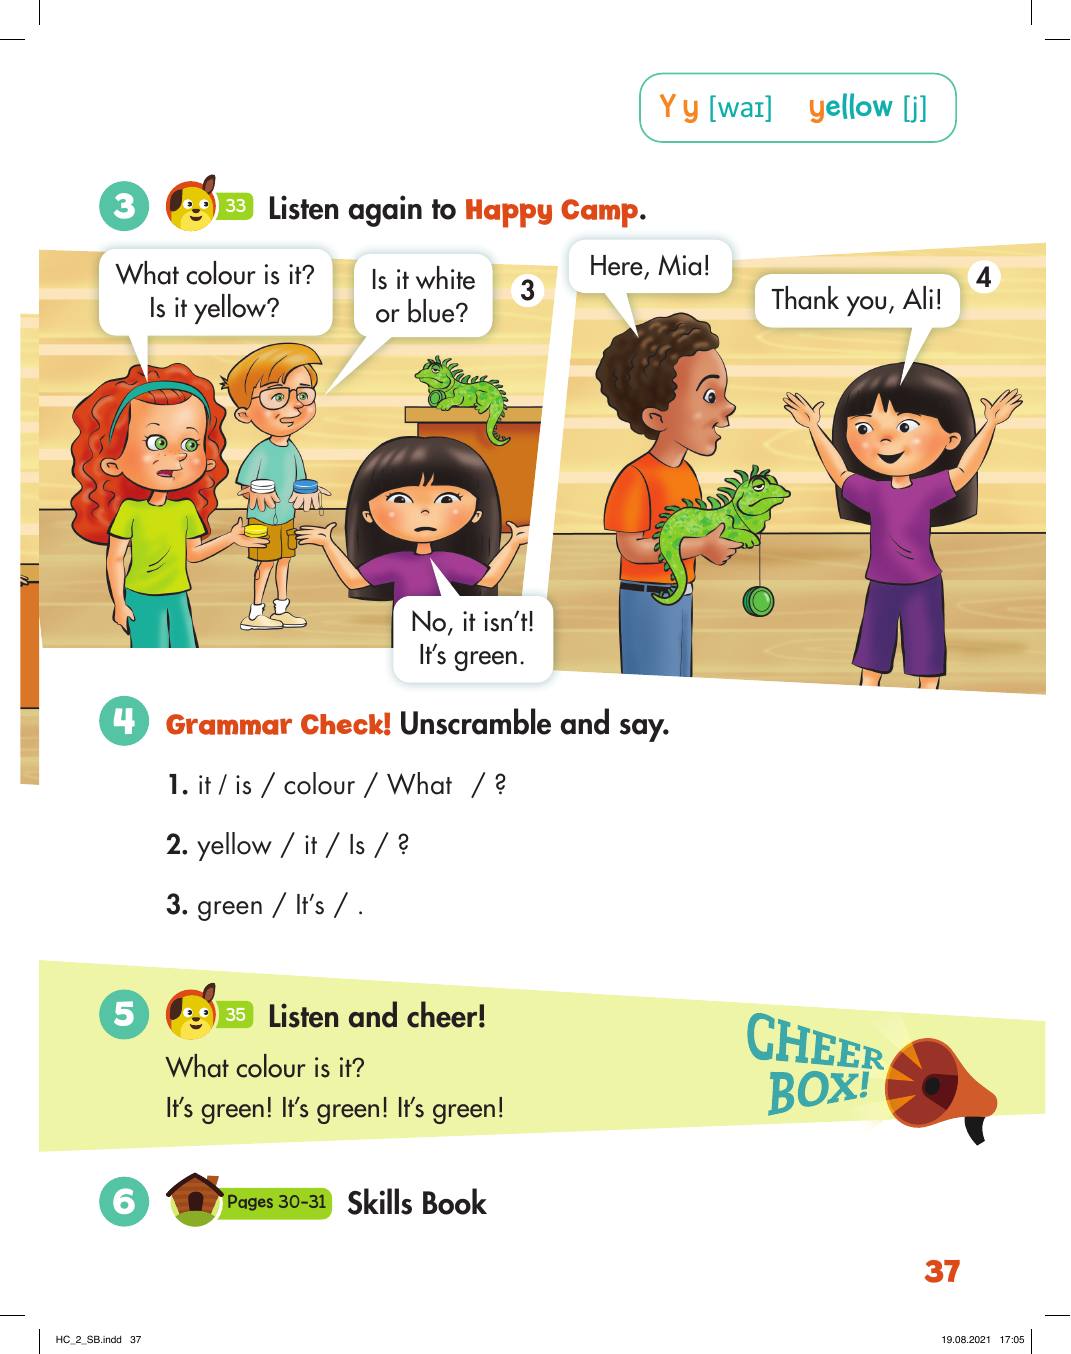 Y y [waɪ] yellow [j]
3 33 Listen again to Happy Camp.
What colour is it?
Is it yellow?
Is it white
or blue?
3
No, it isn't!
It's green.
Here, Mia!
Thank you, Ali!
4
4 Grammar Check! Unscramble and say.
1. it / is / colour / What / ?
2. yellow / it / Is / ?
3. green / It's / .
5 35 Listen and cheer!
What colour is it?
It's green! It's green! It's green!
CHEER
BOX!
6 Pages 30–31 Skills Book
37
HC_2_SB.indd 37
19.08.2021 17:05